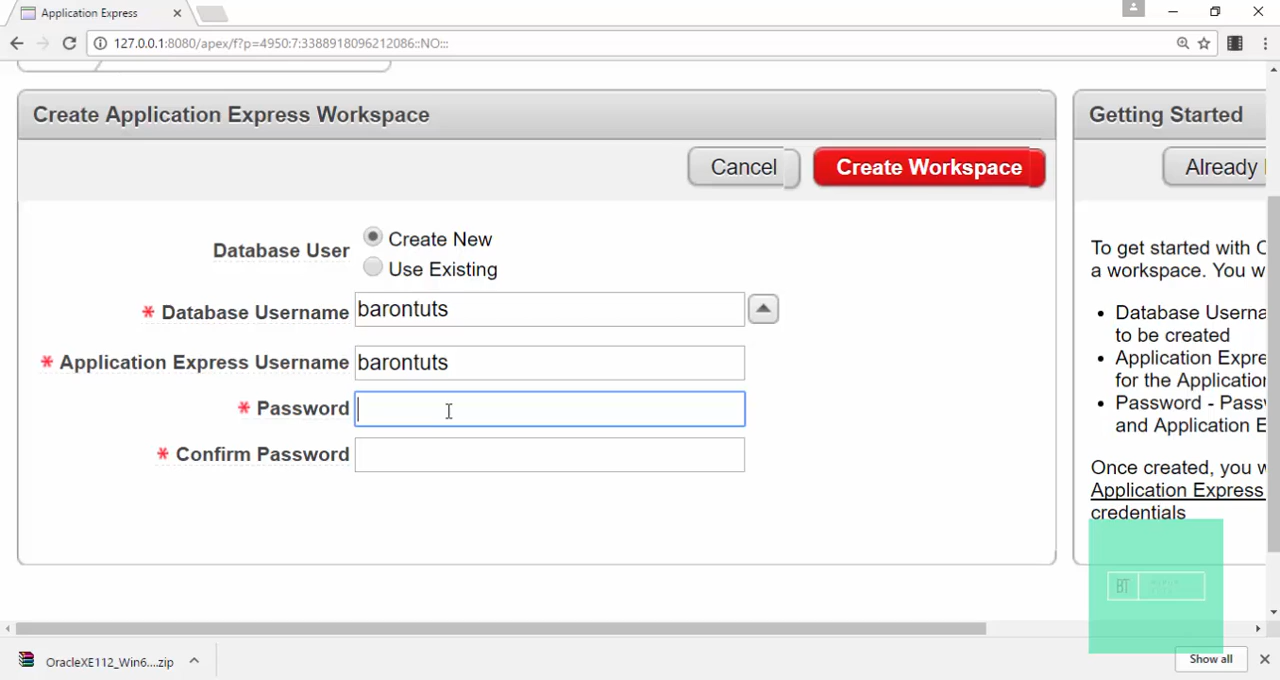 Application Express
127.0.0.1:8080/apex/f?p=4950:7:3388918096212086::NO:::
Create Application Express Workspace
Cancel
Create Workspace
Database User
Create New
Use Existing
* Database Username
barontuts
* Application Express Username
barontuts
* Password
* Confirm Password
Getting Started
Already
To get started with
a workspace. You w
• Database Userna
to be created
• Application Expre
for the Application
• Password - Passw
and Application E
Once created, you w
Application Express
credentials
BT
OracleXE112_Win6....zip
Show all